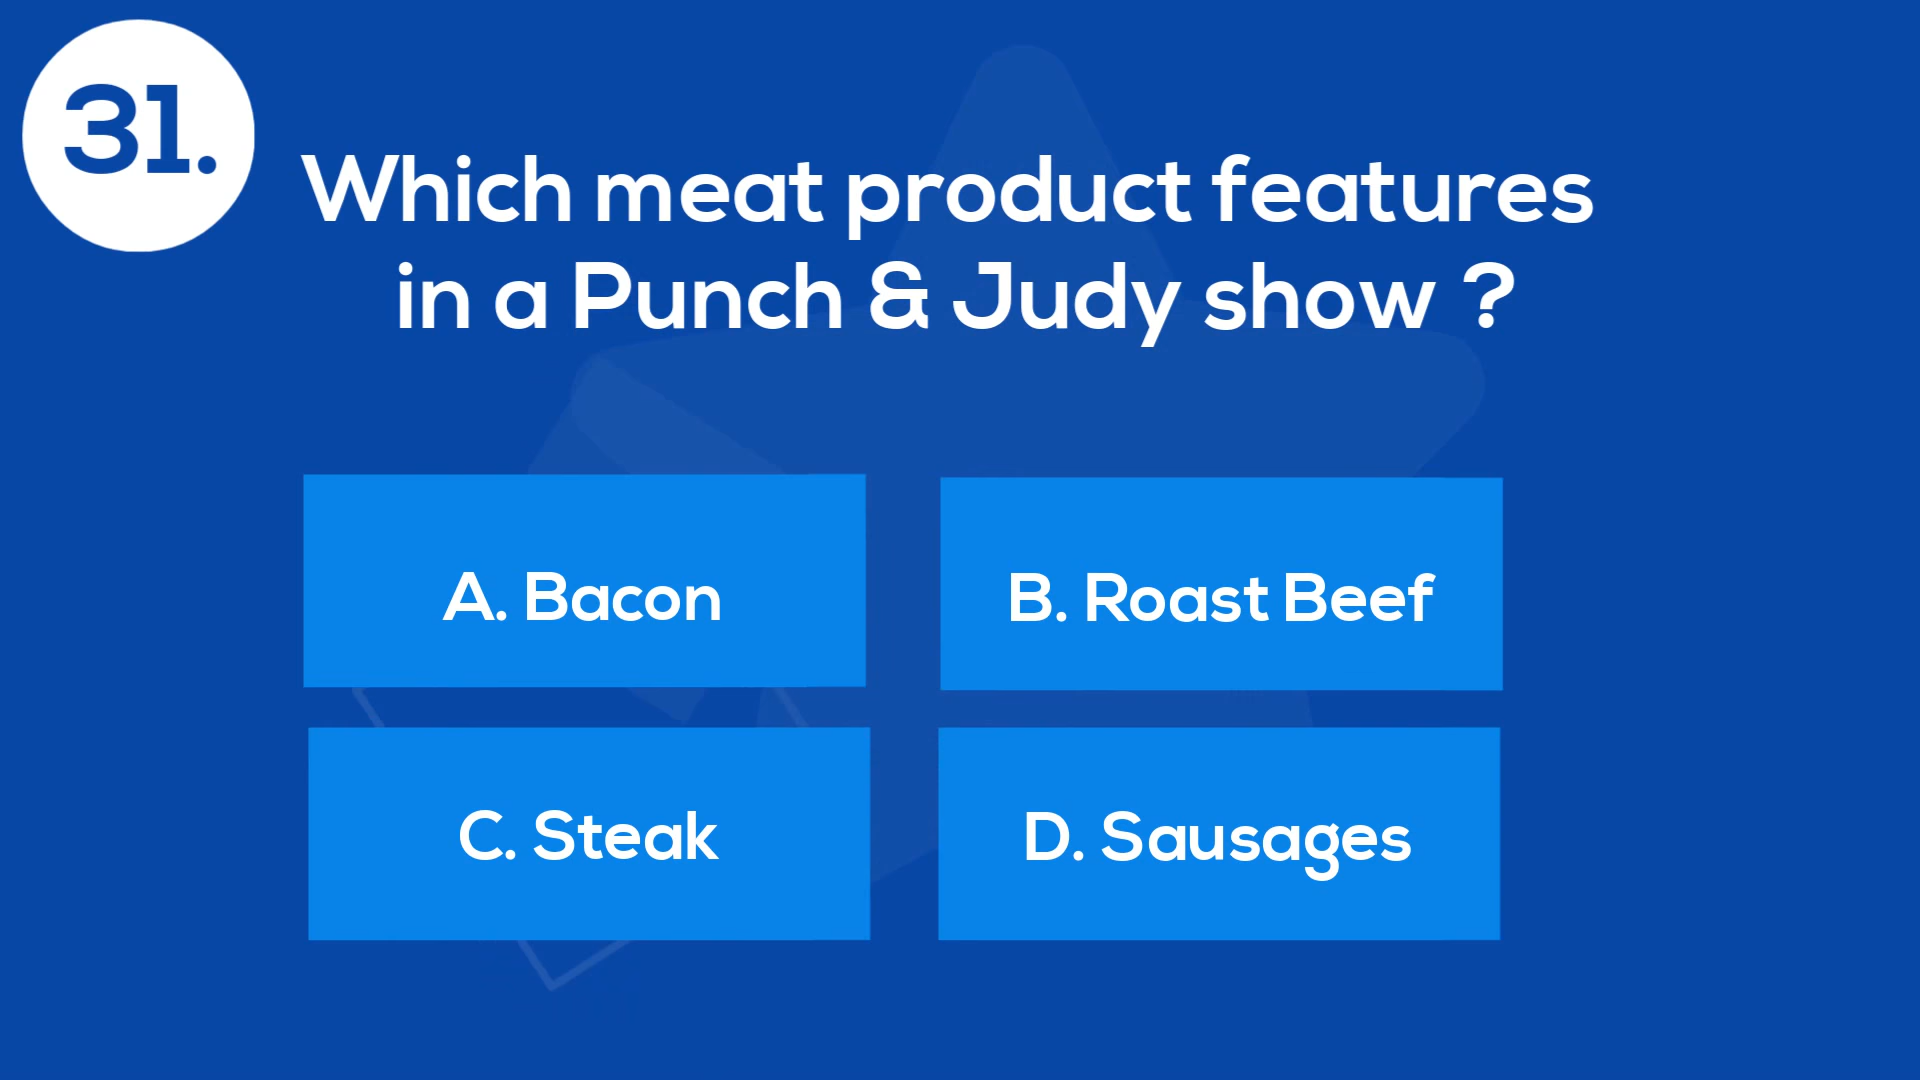 31.
Which meat product features
in a Punch & Judy show ?
A. Bacon
B. Roast Beef
C. Steak
D. Sausages